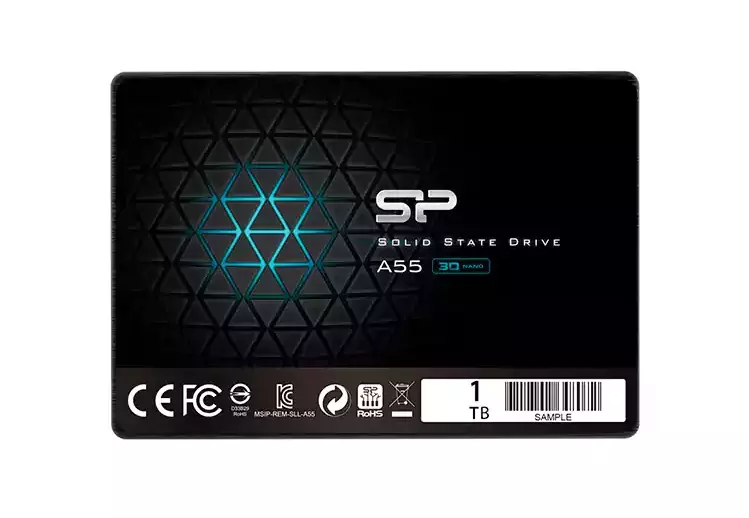 SP
SOLID STATE DRIVE
A55 3D NAND
CE FC
D33B29
RoHS
MSIP-REM-SLL-A55
SP
RoHS
1
TB
SAMPLE